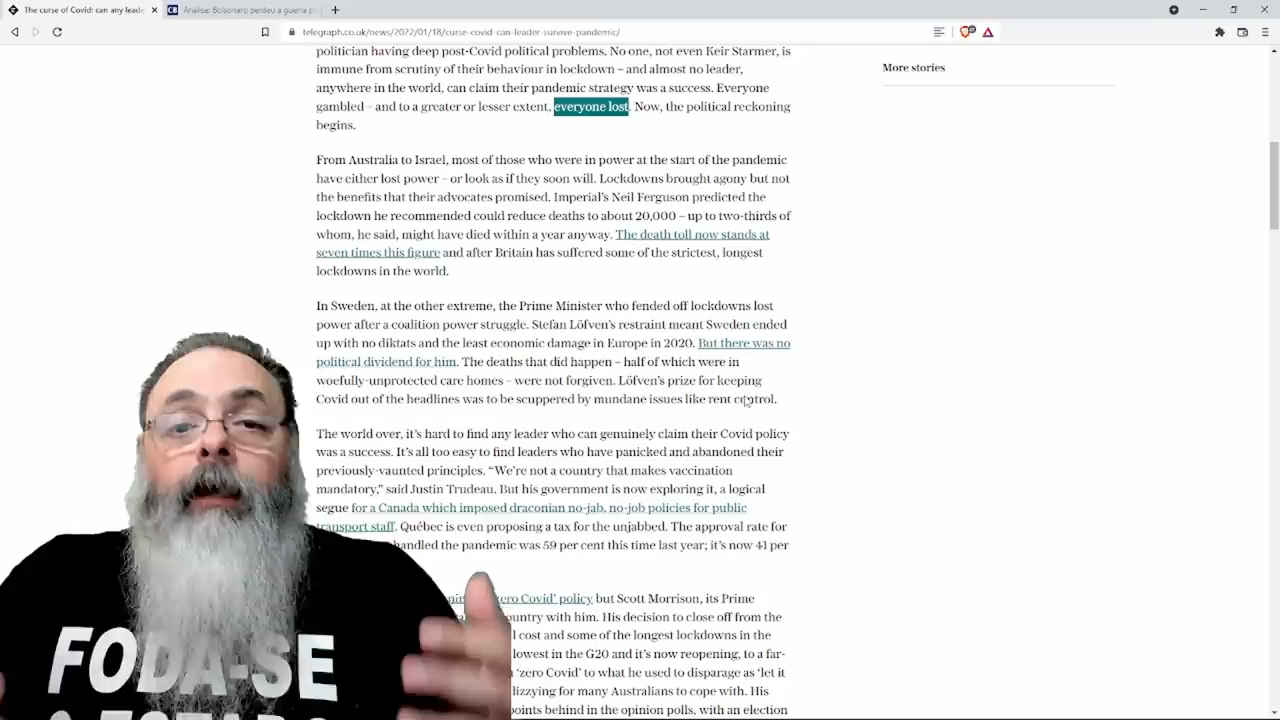 The curse of Covid: can any leade
Análise: Bolsonaro perdeu a guerra p
telegraph.co.uk/news/2022/01/18/curse-covid-can-leader-survive-pandemic/
More stories
politician having deep post-Covid political problems. No one, not even Keir Starmer, is
immune from scrutiny of their behaviour in lockdown – and almost no leader,
anywhere in the world, can claim their pandemic strategy was a success. Everyone
gambled – and to a greater or lesser extent, everyone lost. Now, the political reckoning
begins.
From Australia to Israel, most of those who were in power at the start of the pandemic
have either lost power – or look as if they soon will. Lockdowns brought agony but not
the benefits that their advocates promised. Imperial's Neil Ferguson predicted the
lockdown he recommended could reduce deaths to about 20,000 – up to two-thirds of
whom, he said, might have died within a year anyway. The death toll now stands at
seven times this figure and after Britain has suffered some of the strictest, longest
lockdowns in the world.
In Sweden, at the other extreme, the Prime Minister who fended off lockdowns lost
power after a coalition power struggle. Stefan Löfven's restraint meant Sweden ended
up with no diktats and the least economic damage in Europe in 2020. But there was no
political dividend for him. The deaths that did happen – half of which were in
woefully-unprotected care homes – were not forgiven. Löfven's prize for keeping
Covid out of the headlines was to be scuppered by mundane issues like rent control.
The world over, it's hard to find any leader who can genuinely claim their Covid policy
was a success. It's all too easy to find leaders who have panicked and abandoned their
previously-vaunted principles. “We're not a country that makes vaccination
mandatory,” said Justin Trudeau. But his government is now exploring it, a logical
segue for a Canada which imposed draconian no-jab, no-job policies for public
transport staff. Québec is even proposing a tax for the unjabbed. The approval rate for
handled the pandemic was 59 per cent this time last year; it's now 41 per
zero Covid' policy but Scott Morrison, its Prime
country with him. His decision to close off from the
cost and some of the longest lockdowns in the
lowest in the G20 and it's now reopening, to a far-
'zero Covid' to what he used to disparage as 'let it
lizzying for many Australians to cope with. His
points behind in the opinion polls, with an election
FODA-SE